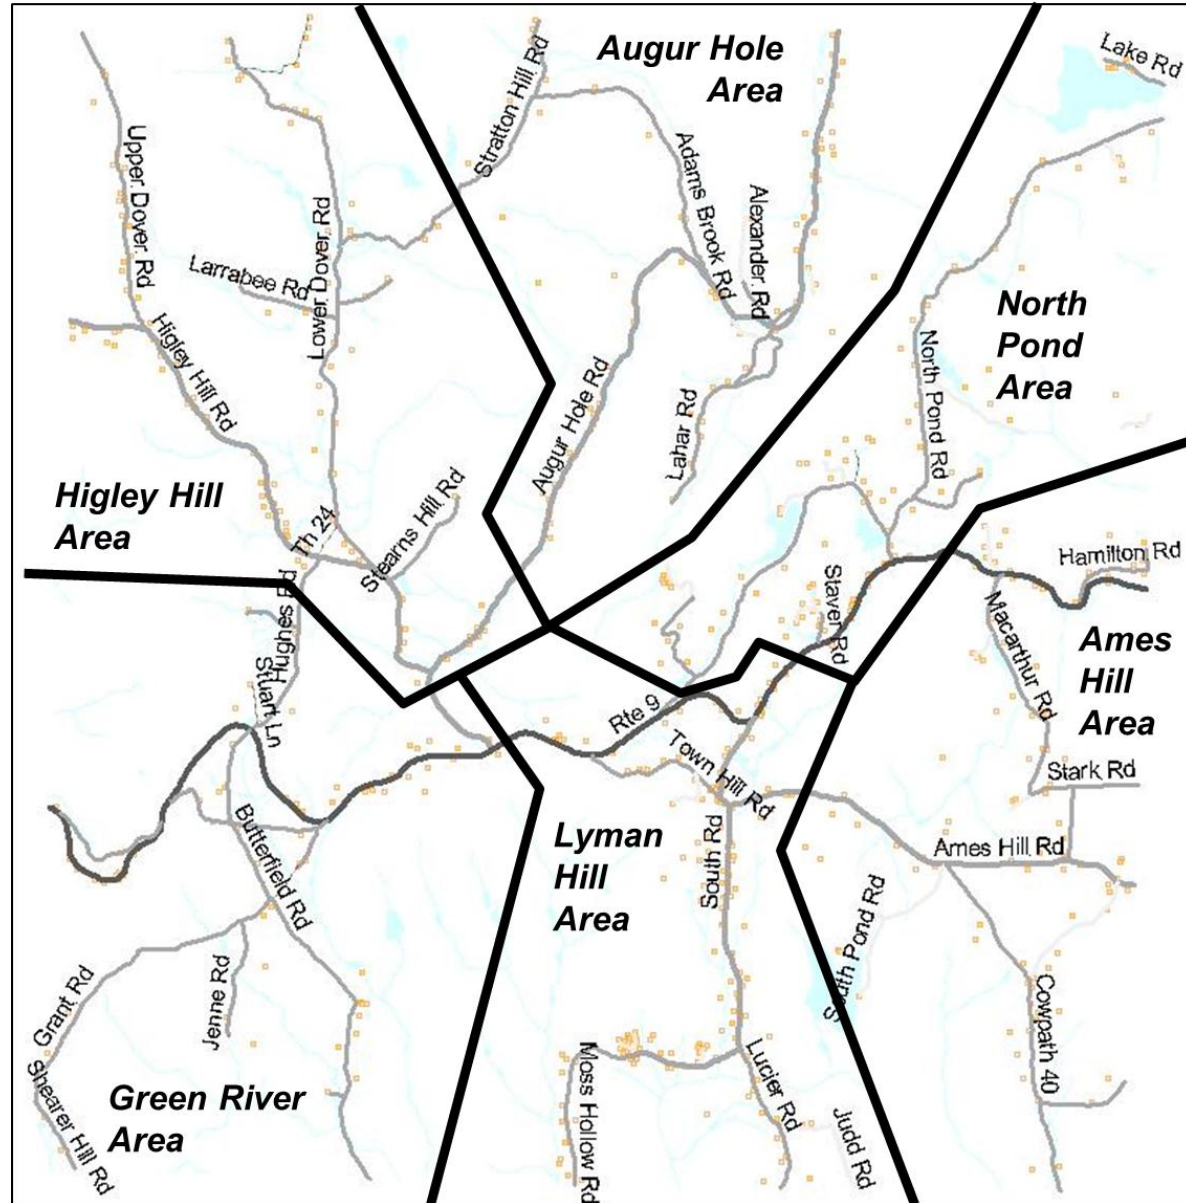 Augur Hole
Area
Lake Rd
Stratton Hill Rd
Upper Dover Rd
Adams Brook Rd
Alexander Rd
Lower Dover Rd
Larrabee Rd
North
Pond
Area
Higley Hill Rd
North Pond Rd
Augur Hole Rd
Lahar Rd
Higley Hill
Area
Stearns Hill Rd
Th 24
Hamilton Rd
Staver Rd
Hughes Rd
Macarthur Rd
Ames
Hill
Area
Stuart Ln
Rte 9
Town Hill Rd
Stark Rd
Butterfield Rd
Lyman
Hill
Area
South Rd
Ames Hill Rd
South Pond Rd
Grant Rd
Jenne Rd
Cowpath 40
Shearer Hill Rd
Green River
Area
Moss Hollow Rd
Lucier Rd
Judd Rd